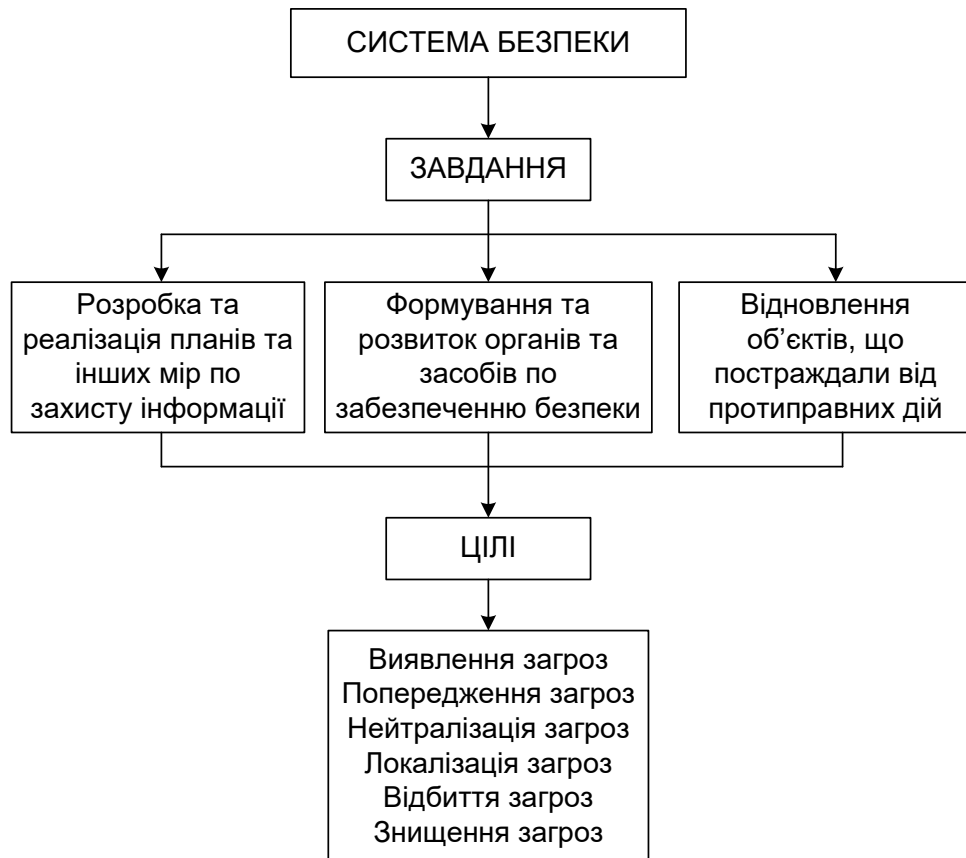 СИСТЕМА БЕЗПЕКИ
ЗАВДАННЯ
Розробка та
реалізація планів та
інших мір по
захисту інформації
Формування та
розвиток органів та
засобів по
забезпеченню безпеки
Відновлення
об’єктів, що
постраждали від
протиправних дій
ЦІЛІ
Виявлення загроз
Попередження загроз
Нейтралізація загроз
Локалізація загроз
Відбиття загроз
Знищення загроз